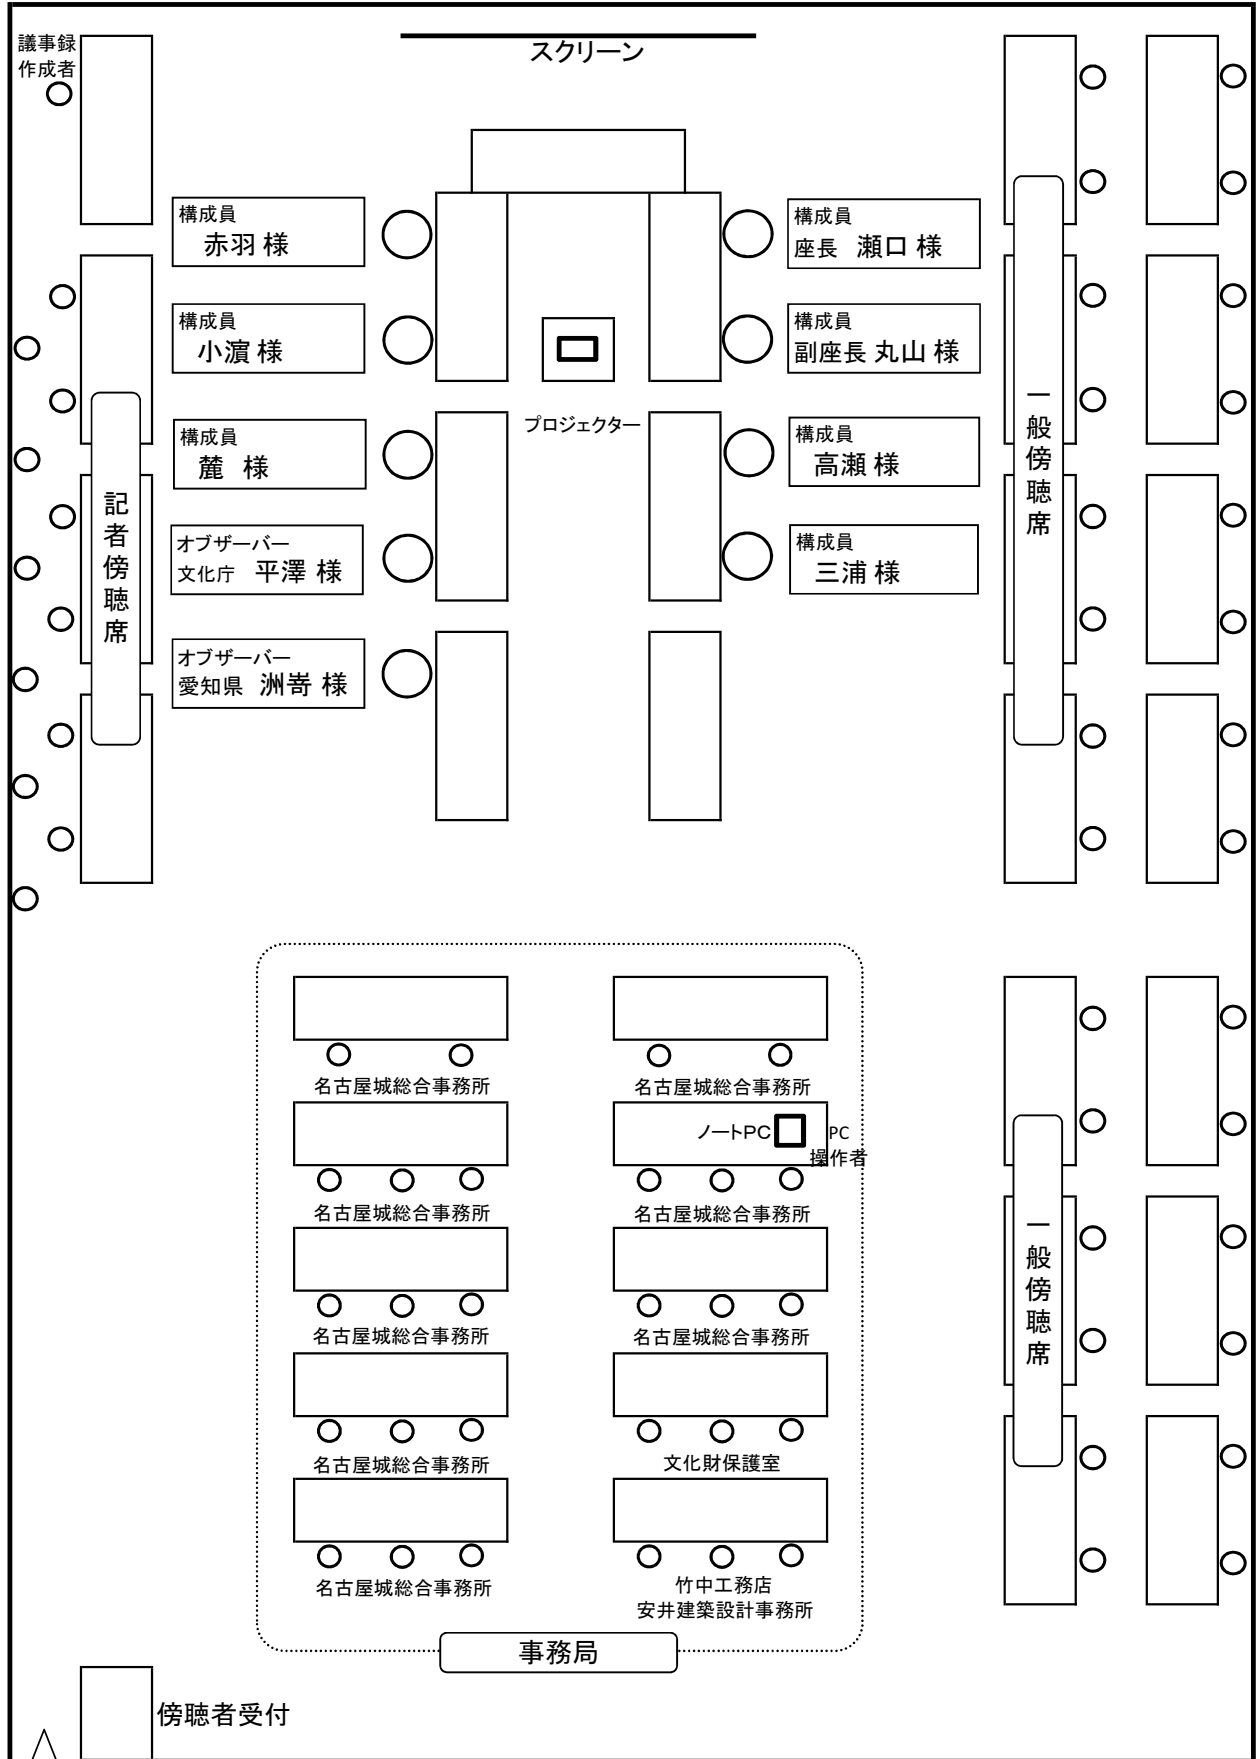 議事録
作成者
スクリーン
構成員
赤羽 様
構成員
座長 瀬口 様
構成員
小濵 様
構成員
副座長 丸山 様
プロジェクター
構成員
麓 様
構成員
高瀬 様
オブザーバー
文化庁 平澤 様
構成員
三浦 様
オブザーバー
愛知県 洲嵜 様
記者傍聴席
一般傍聴席
名古屋城総合事務所
名古屋城総合事務所
ノートPC
PC
操作者
名古屋城総合事務所
名古屋城総合事務所
名古屋城総合事務所
名古屋城総合事務所
一般傍聴席
名古屋城総合事務所
文化財保護室
名古屋城総合事務所
竹中工務店
安井建築設計事務所
事務局
傍聴者受付